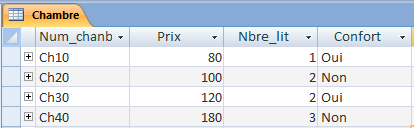 Chambre
Num_chanb Prix Nbre_lit Confort
Ch10 80 1 Oui
Ch20 100 2 Non
Ch30 120 2 Oui
Ch40 180 3 Non